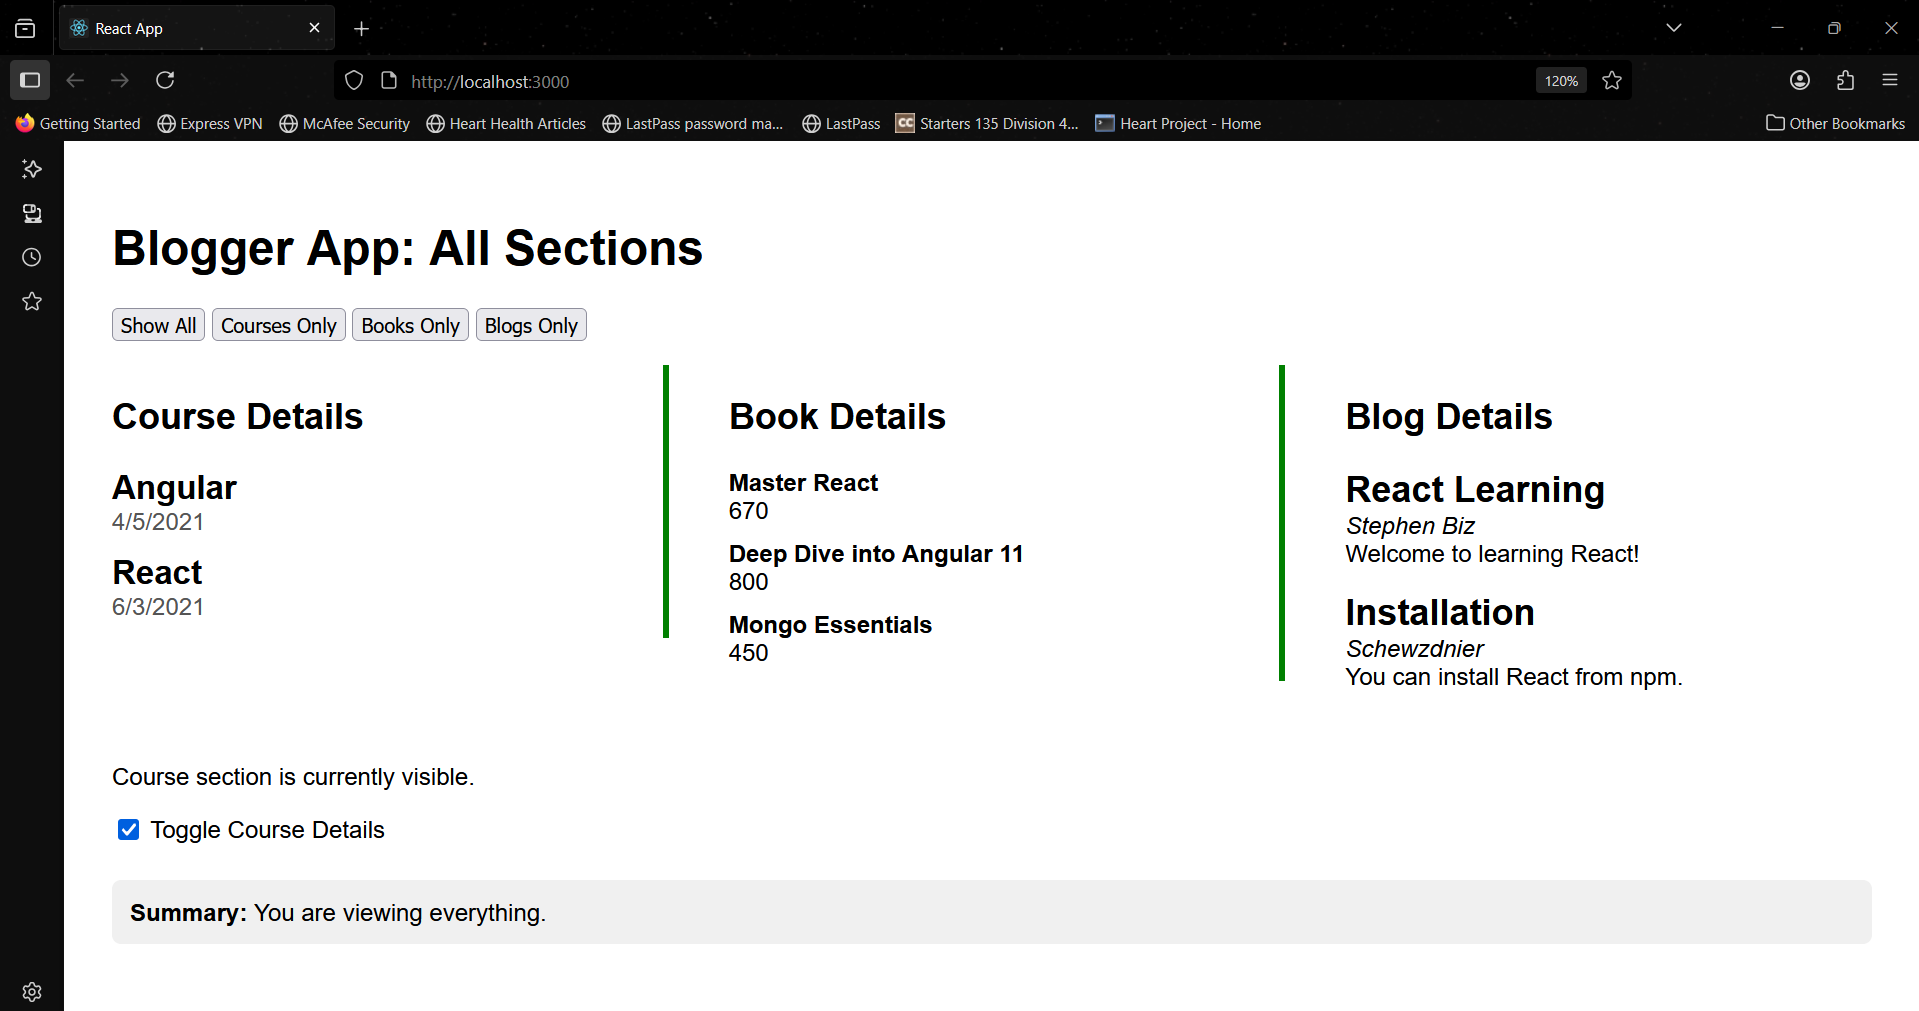 React App
http://localhost:3000
120%
Getting Started
Express VPN
McAfee Security
Heart Health Articles
LastPass password ma...
LastPass
CC
Starters 135 Division 4...
Heart Project - Home
Other Bookmarks
Blogger App: All Sections
Show All
Courses Only
Books Only
Blogs Only
Course Details
Angular
4/5/2021
React
6/3/2021
Book Details
Master React
670
Deep Dive into Angular 11
800
Mongo Essentials
450
Blog Details
React Learning
Stephen Biz
Welcome to learning React!
Installation
Schewzdnier
You can install React from npm.
Course section is currently visible.
Toggle Course Details
Summary: You are viewing everything.